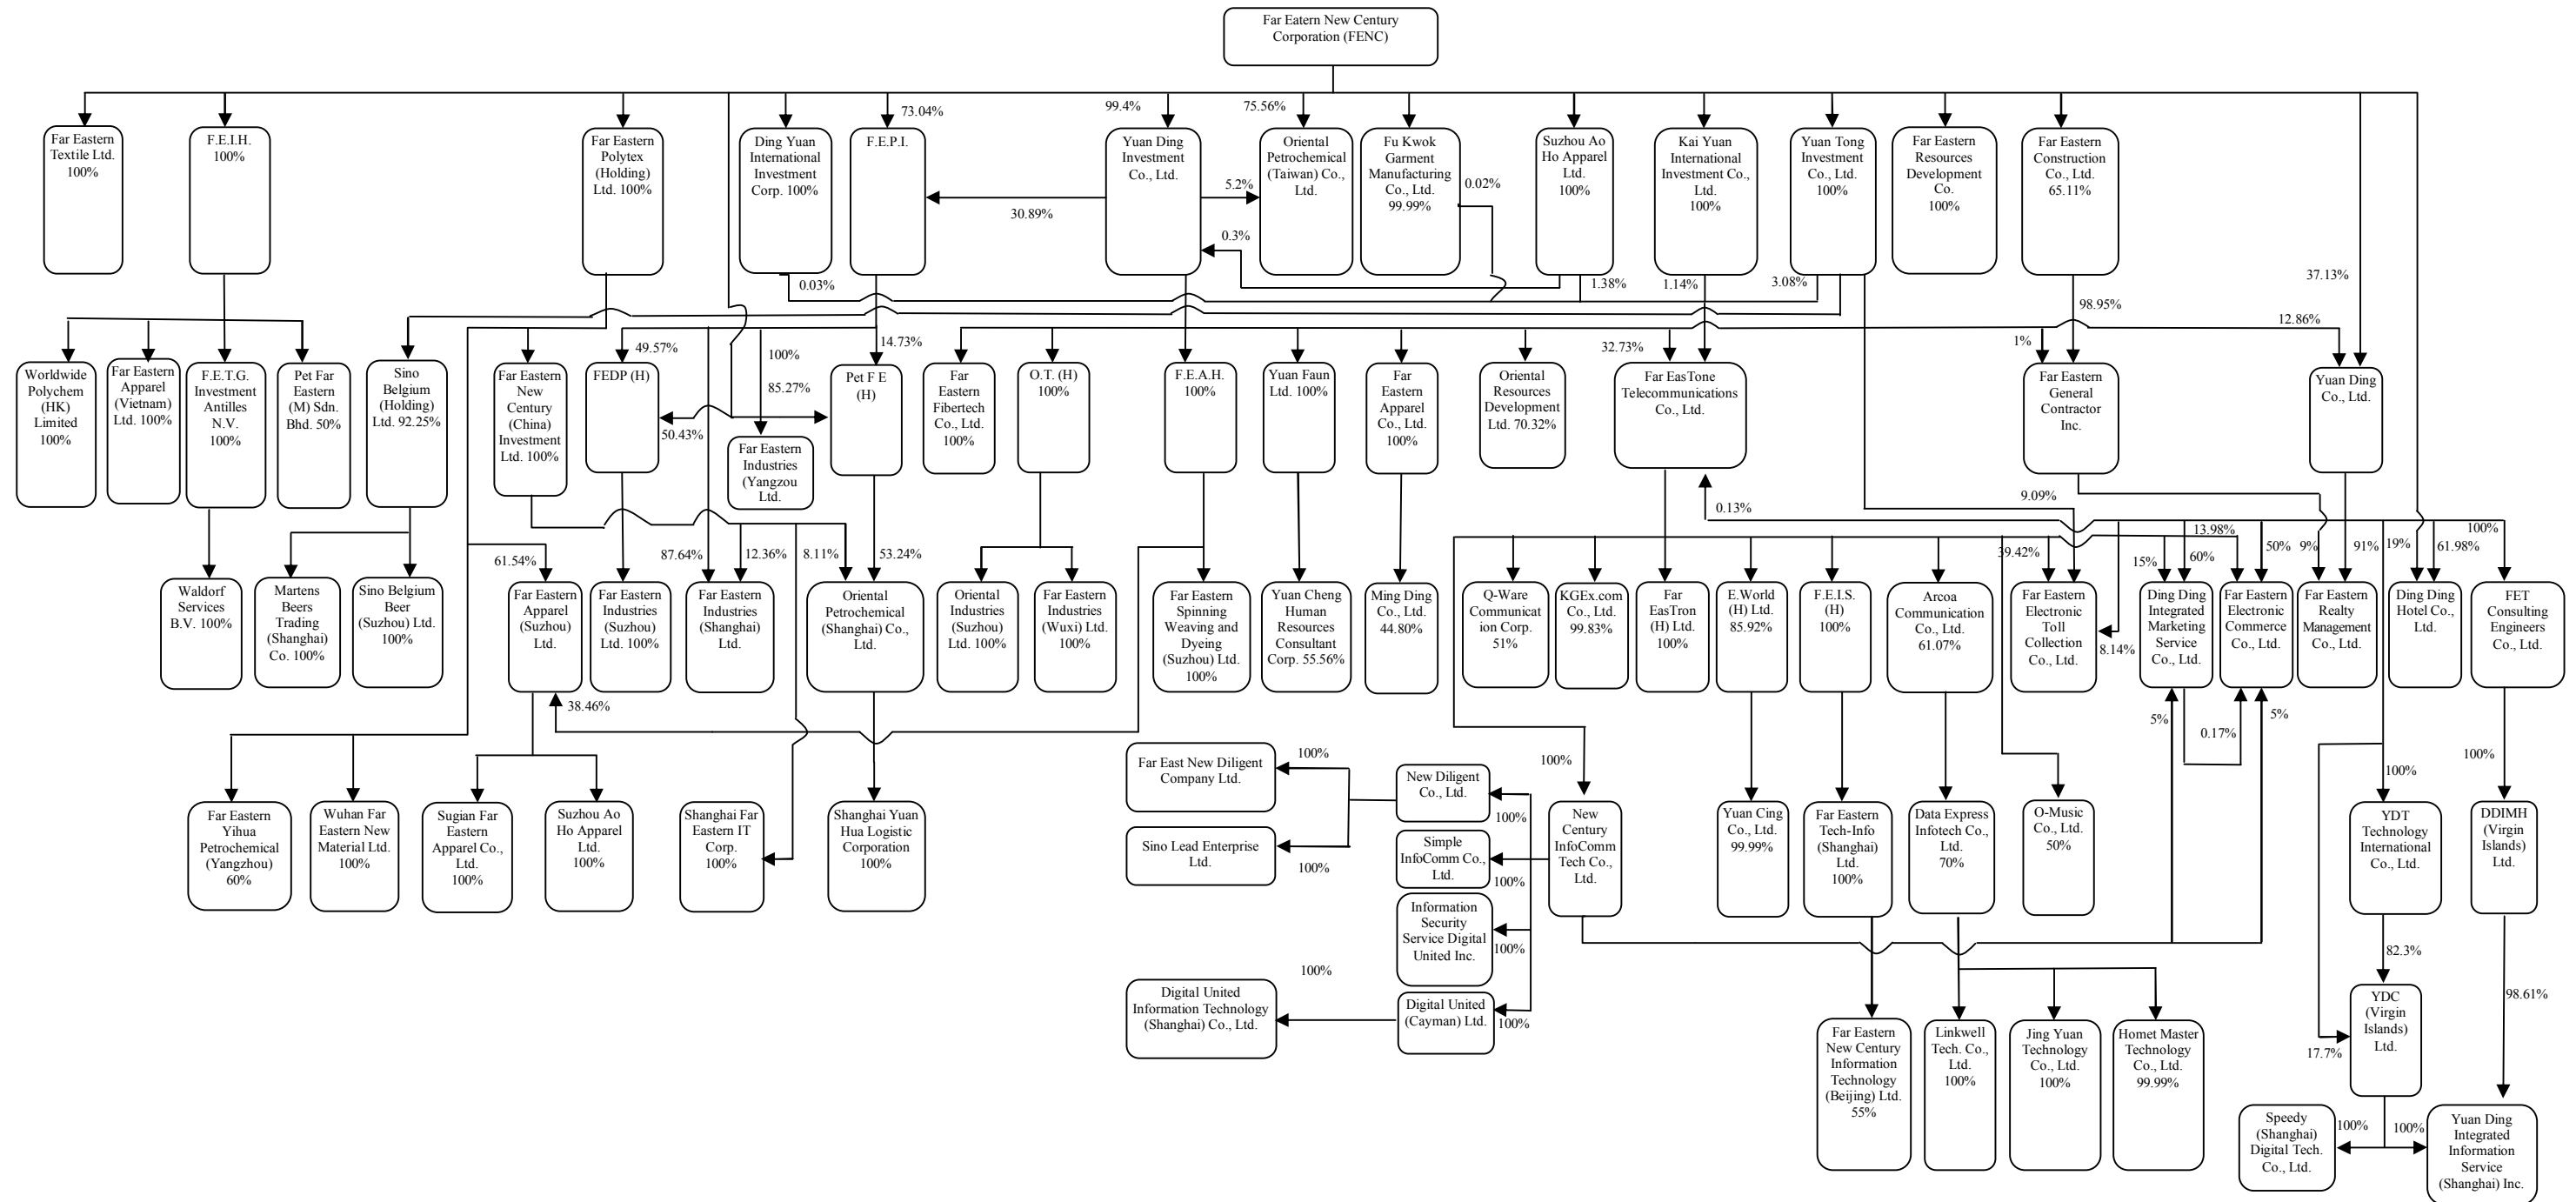 Far Eatern New Century
Corporation (FENC)
73.04%
99.4%
75.56%
Far Eastern
Textile Ltd.
100%
F.E.I.H.
100%
Far Eastern
Polytex
(Holding)
Ltd. 100%
Ding Yuan
International
Investment
Corp. 100%
F.E.P.I.
Yuan Ding
Investment
Co., Ltd.
Oriental
Petrochemical
(Taiwan) Co.,
Ltd.
Fu Kwok
Garment
Manufacturing
Co., Ltd.
99.99%
Suzhou Ao
Ho Apparel
Ltd.
100%
Kai Yuan
International
Investment Co.,
Ltd.
100%
Yuan Tong
Investment
Co., Ltd.
100%
Far Eastern
Resources
Development
Co.
100%
Far Eastern
Construction
Co., Ltd.
65.11%
30.89%
5.2%
0.02%
0.3%
0.03%
1.38%
1.14%
3.08%
98.95%
37.13%
12.86%
49.57%
100%
85.27%
14.73%
32.73%
1%
Worldwide
Polychem
(HK)
Limited
100%
Far Eastern
Apparel
(Vietnam)
Ltd. 100%
F.E.T.G.
Investment
Antilles
N.V.
100%
Pet Far
Eastern
(M) Sdn.
Bhd. 50%
Sino
Belgium
(Holding)
Ltd. 92.25%
Far Eastern
New
Century
(China)
Investment
Ltd. 100%
FEDP (H)
50.43%
Far Eastern
Industries
(Yangzou
Ltd.
Pet F E
(H)
Far
Eastern
Fibertech
Co., Ltd.
100%
O.T. (H)
100%
F.E.A.H.
100%
Yuan Faun
Ltd. 100%
Far
Eastern
Apparel
Co., Ltd.
100%
Oriental
Resources
Development
Ltd. 70.32%
Far EasTone
Telecommunications
Co., Ltd.
Far Eastern
General
Contractor
Inc.
Yuan Ding
Co., Ltd.
0.13%
9.09%
61.54%
87.64%
12.36%
8.11%
53.24%
39.42%
13.98%
15%
60%
50%
9%
91%
19%
61.98%
100%
Waldorf
Services
B.V. 100%
Martens
Beers
Trading
(Shanghai)
Co. 100%
Sino Belgium
Beer
(Suzhou) Ltd.
100%
Far Eastern
Apparel
(Suzhou)
Ltd.
Far Eastern
Industries
(Suzhou)
Ltd. 100%
Far Eastern
Industries
(Shanghai)
Ltd.
Oriental
Petrochemical
(Shanghai) Co.,
Ltd.
Oriental
Industries
(Suzhou)
Ltd. 100%
Far Eastern
Industries
(Wuxi) Ltd.
100%
Far Eastern
Spinning
Weaving and
Dyeing
(Suzhou) Ltd.
100%
Yuan Cheng
Human
Resources
Consultant
Corp. 55.56%
Ming Ding
Co., Ltd.
44.80%
Q-Ware
Communicat
ion Corp.
51%
KGEx.com
Co., Ltd.
99.83%
Far
EasTron
(H) Ltd.
100%
E.World
(H) Ltd.
85.92%
F.E.I.S.
(H)
100%
Arcoa
Communication
Co., Ltd.
61.07%
Far Eastern
Electronic
Toll
Collection
Co., Ltd.
8.14%
Ding Ding
Integrated
Marketing
Service
Co., Ltd.
Far Eastern
Electronic
Commerce
Co., Ltd.
Far Eastern
Realty
Management
Co., Ltd.
Ding Ding
Hotel Co.,
Ltd.
FET
Consulting
Engineers
Co., Ltd.
38.46%
5%
0.17%
5%
100%
100%
100%
100%
Far Eastern
Yihua
Petrochemical
(Yangzhou)
60%
Wuhan Far
Eastern New
Material Ltd.
100%
Sugian Far
Eastern
Apparel Co.,
Ltd.
100%
Suzhou Ao
Ho Apparel
Ltd.
100%
Shanghai Far
Eastern IT
Corp.
100%
Shanghai Yuan
Hua Logistic
Corporation
100%
Far East New Diligent
Company Ltd.
Sino Lead Enterprise
Ltd.
100%
New Diligent
Co., Ltd.
100%
Simple
InfoComm Co.,
Ltd.
100%
Information
Security
Service Digital
United Inc.
100%
New
Century
InfoComm
Tech Co.,
Ltd.
Yuan Cing
Co., Ltd.
99.99%
Far Eastern
Tech-Info
(Shanghai)
Ltd.
100%
Data Express
Infotech Co.,
Ltd.
70%
O-Music
Co., Ltd.
50%
YDT
Technology
International
Co., Ltd.
DDIMH
(Virgin
Islands)
Ltd.
100%
Digital United
Information Technology
(Shanghai) Co., Ltd.
Digital United
(Cayman) Ltd.
100%
82.3%
98.61%
Far Eastern
New Century
Information
Technology
(Beijing) Ltd.
55%
Linkwell
Tech. Co.,
Ltd.
100%
Jing Yuan
Technology
Co., Ltd.
100%
Homet Master
Technology
Co., Ltd.
99.99%
17.7%
YDC
(Virgin
Islands)
Ltd.
Speedy
(Shanghai)
Digital Tech.
Co., Ltd.
100%
100%
Yuan Ding
Integrated
Information
Service
(Shanghai) Inc.